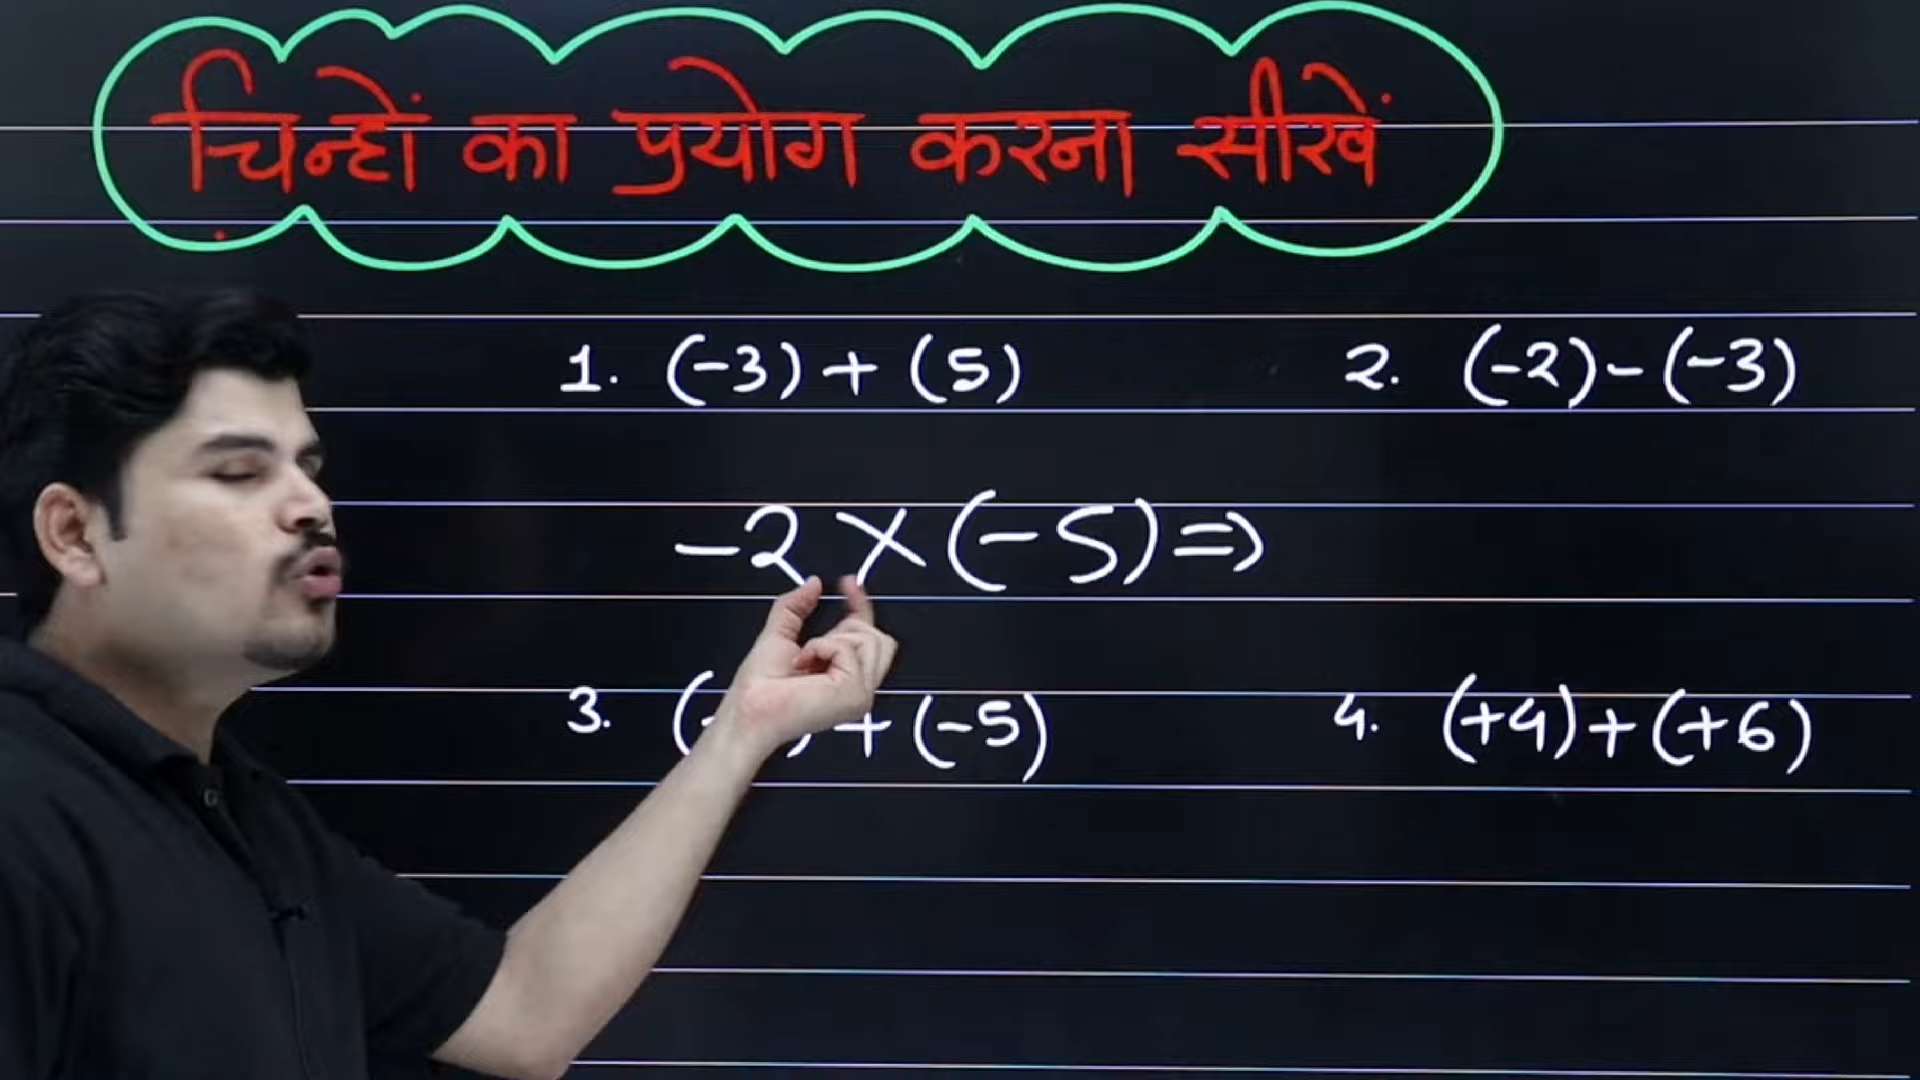 चिन्हों का प्रयोग करना सीखें
1. (-3) + (5)
2. (-2) - (-3)
-2 × (-5) ⇒
3. (- ) + (-5)
4. (+4) + (+6)